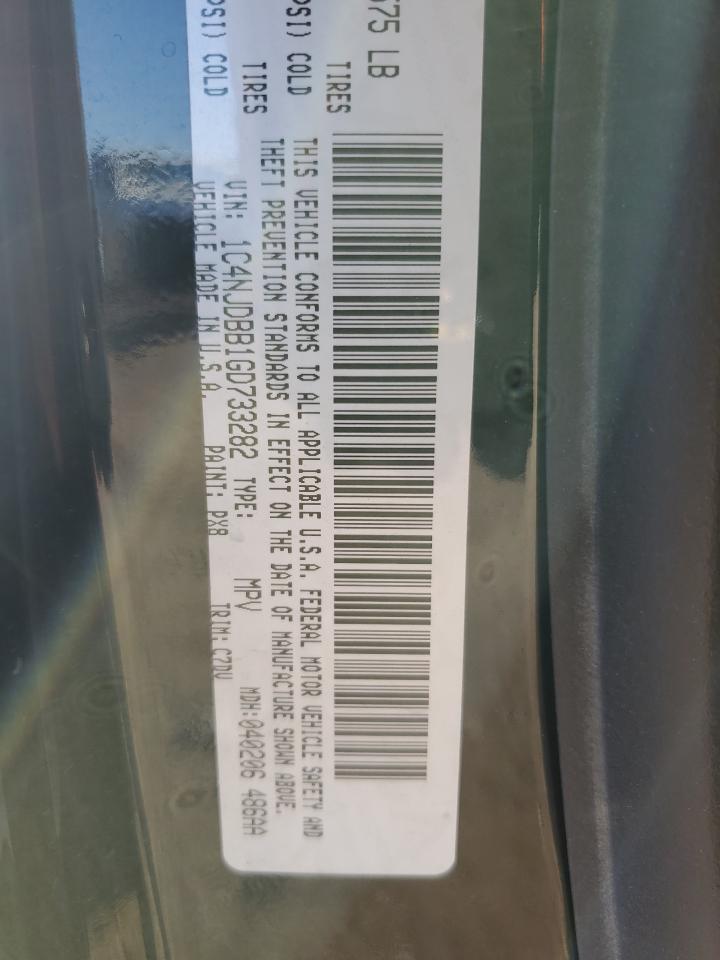 75 LB
TIRES
PSI) COLD
TIRES
PSI) COLD
THIS VEHICLE CONFORMS TO ALL APPLICABLE U.S.A. FEDERAL MOTOR VEHICLE SAFETY AND
THEFT PREVENTION STANDARDS IN EFFECT ON THE DATE OF MANUFACTURE SHOWN ABOVE.
VIN: 1C4NJDBB1GD733282 TYPE: MPV MDH:040206 486AA
VEHICLE MADE IN U.S.A. PAINT: PX8 TRIM: